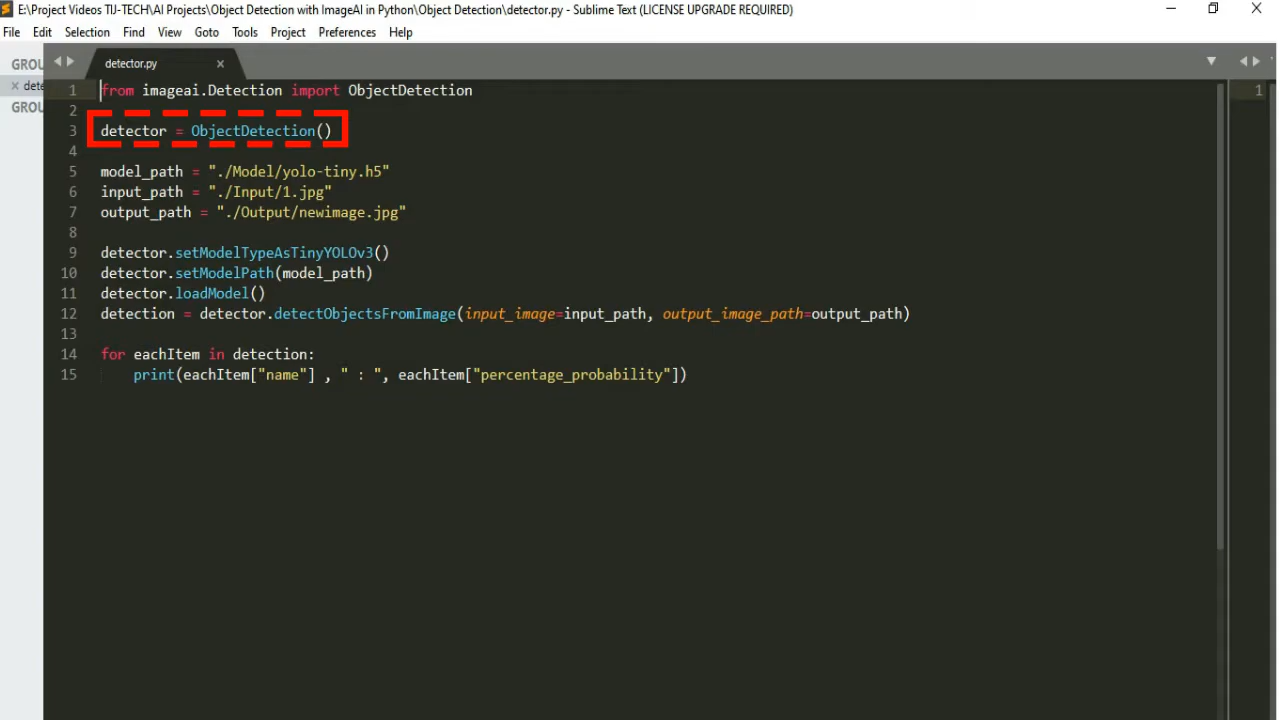 E:\Project Videos TIJ-TECH\AI Projects\Object Detection with ImageAI in Python\Object Detection\detector.py - Sublime Text (LICENSE UPGRADE REQUIRED)
File Edit Selection Find View Goto Tools Project Preferences Help
GROU
detector.py ×
× dete
GROU
1 from imageai.Detection import ObjectDetection 1
2
3 detector = ObjectDetection()
4
5 model_path = "./Model/yolo-tiny.h5"
6 input_path = "./Input/1.jpg"
7 output_path = "./Output/newimage.jpg"
8
9 detector.setModelTypeAsTinyYOLOv3()
10 detector.setModelPath(model_path)
11 detector.loadModel()
12 detection = detector.detectObjectsFromImage(input_image=input_path, output_image_path=output_path)
13
14 for eachItem in detection:
15     print(eachItem["name"] , " : ", eachItem["percentage_probability"])